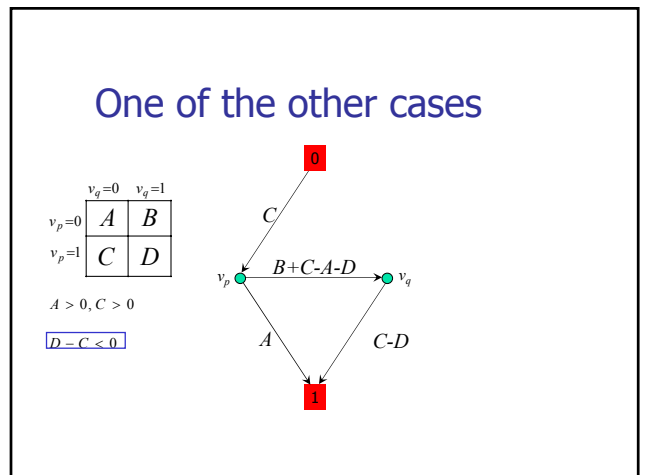 One of the other cases
0
v_q=0 v_q=1
v_p=0 A B
v_p=1 C D
A > 0, C > 0
D − C < 0
C
v_p B+C-A-D v_q
A C-D
1